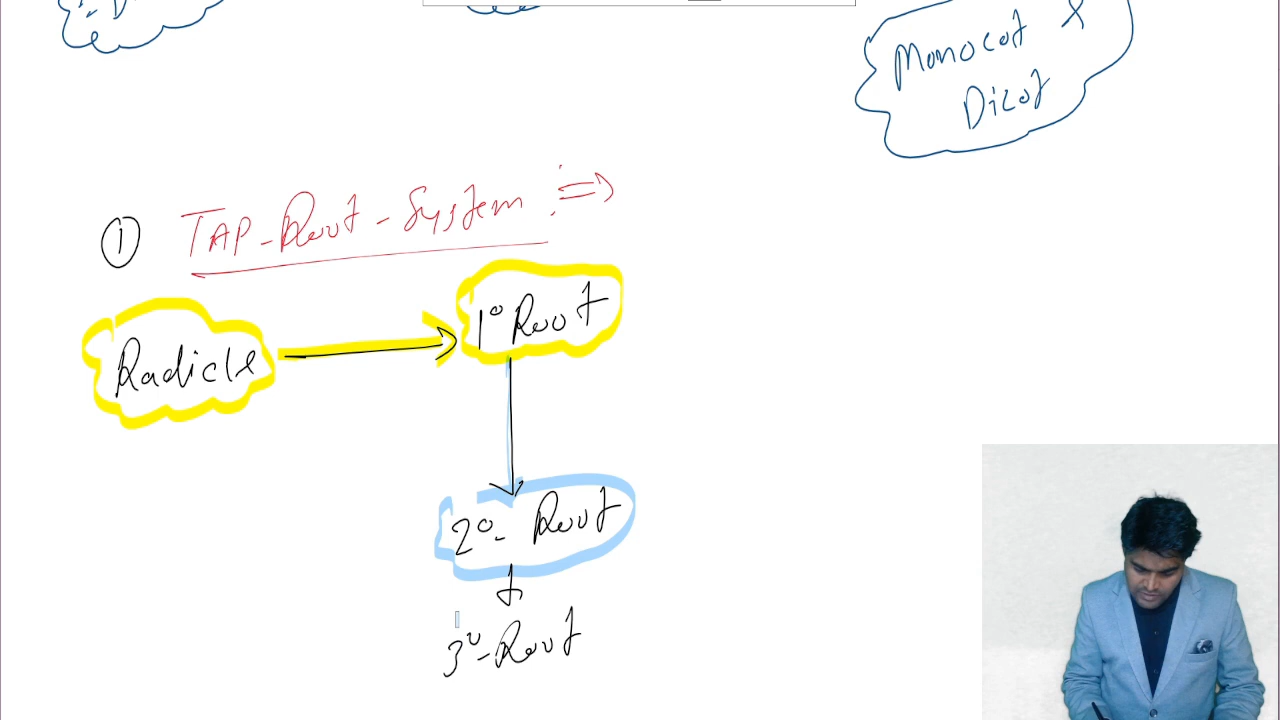 Monocot &
Dicot
① TAP-Root-System :⇒
Radicle → 1° Root
↓
2°- Root
↓
3°-Root